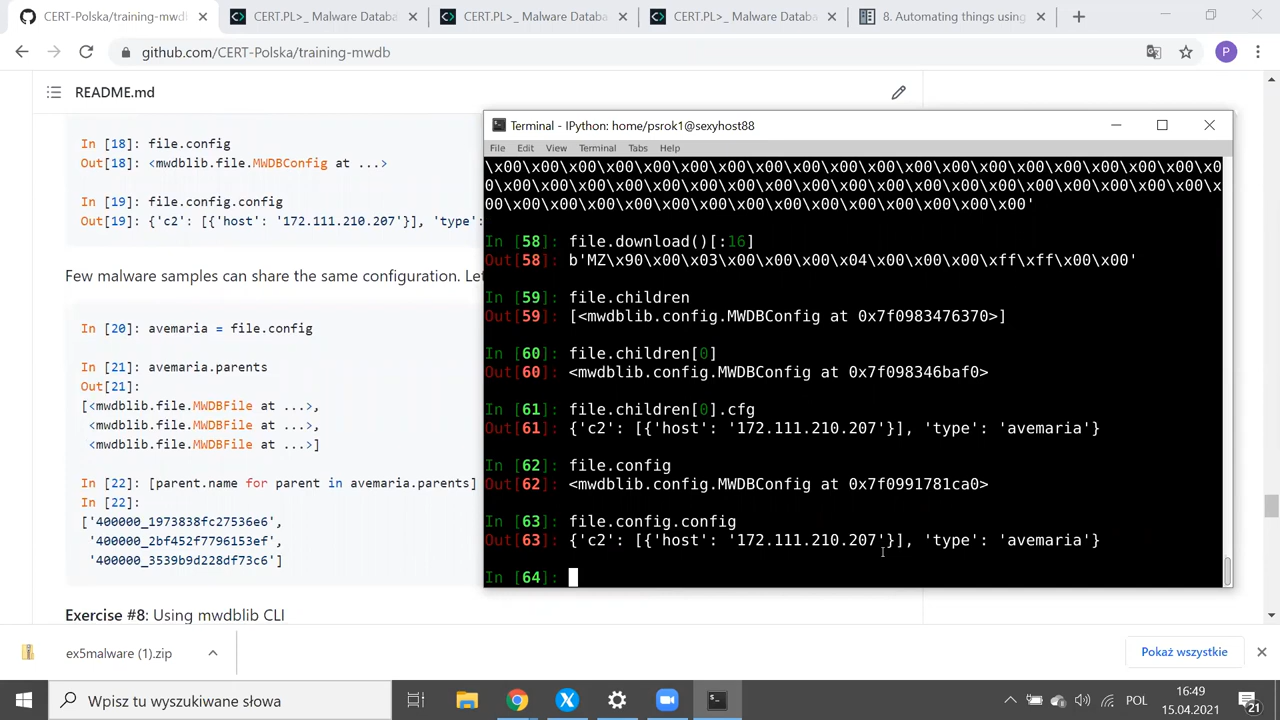 CERT-Polska/training-mwdb
CERT.PL>_ Malware Databa
CERT.PL>_ Malware Databa
CERT.PL>_ Malware Databa
8. Automating things using
github.com/CERT-Polska/training-mwdb
P
README.md
In [18]: file.config
Out[18]: <mwdblib.file.MWDBConfig at ...>
In [19]: file.config.config
Out[19]: {'c2': [{'host': '172.111.210.207'}], 'type':
Few malware samples can share the same configuration. Let
In [20]: avemaria = file.config
In [21]: avemaria.parents
Out[21]:
[<mwdblib.file.MWDBFile at ...>,
<mwdblib.file.MWDBFile at ...>,
<mwdblib.file.MWDBFile at ...>]
In [22]: [parent.name for parent in avemaria.parents]
In [22]:
['400000_1973838fc27536e6',
'400000_2bf452f7796153ef',
'400000_3539b9d228df73c6']
Exercise #8: Using mwdblib CLI
Terminal - IPython: home/psrok1@sexyhost88
File Edit View Terminal Tabs Help
\x00\x00\x00\x00\x00\x00\x00\x00\x00\x00\x00\x00\x00\x00\x00\x00\x00\x00\x00\x0
0\x00\x00\x00\x00\x00\x00\x00\x00\x00\x00\x00\x00\x00\x00\x00\x00\x00\x00\x00\x
00\x00\x00\x00\x00\x00\x00\x00\x00\x00\x00\x00\x00\x00\x00'
In [58]: file.download()[:16]
Out[58]: b'MZ\x90\x00\x03\x00\x00\x00\x04\x00\x00\x00\xff\xff\x00\x00'
In [59]: file.children
Out[59]: [<mwdblib.config.MWDBConfig at 0x7f0983476370>]
In [60]: file.children[0]
Out[60]: <mwdblib.config.MWDBConfig at 0x7f098346baf0>
In [61]: file.children[0].cfg
Out[61]: {'c2': [{'host': '172.111.210.207'}], 'type': 'avemaria'}
In [62]: file.config
Out[62]: <mwdblib.config.MWDBConfig at 0x7f0991781ca0>
In [63]: file.config.config
Out[63]: {'c2': [{'host': '172.111.210.207'}], 'type': 'avemaria'}
In [64]:
ex5malware (1).zip
Pokaż wszystkie
Wpisz tu wyszukiwane słowa
POL
16:49
15.04.2021
21